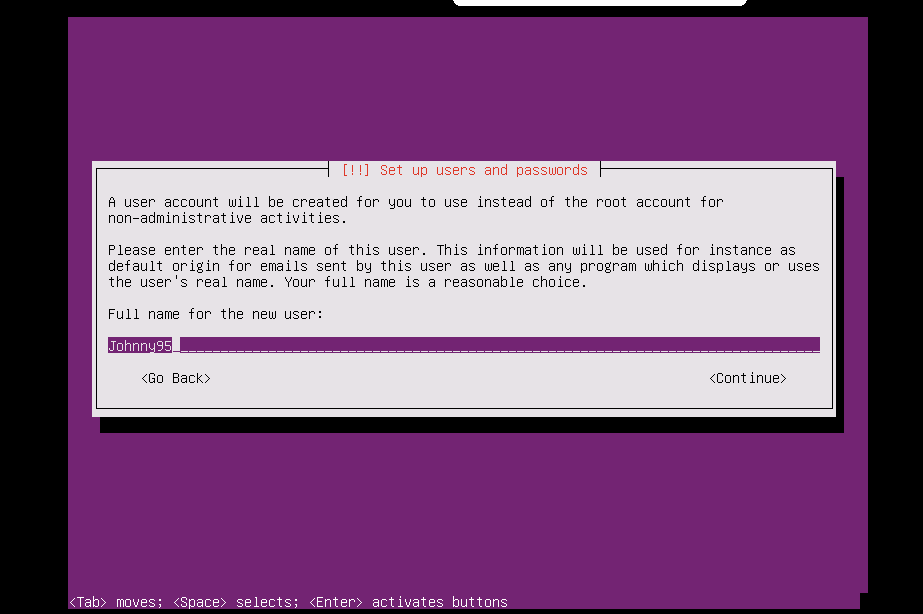 [!!] Set up users and passwords
A user account will be created for you to use instead of the root account for
non-administrative activities.
Please enter the real name of this user. This information will be used for instance as
default origin for emails sent by this user as well as any program which displays or uses
the user's real name. Your full name is a reasonable choice.
Full name for the new user:
Johnny95
<Go Back> <Continue>
<Tab> moves; <Space> selects; <Enter> activates buttons